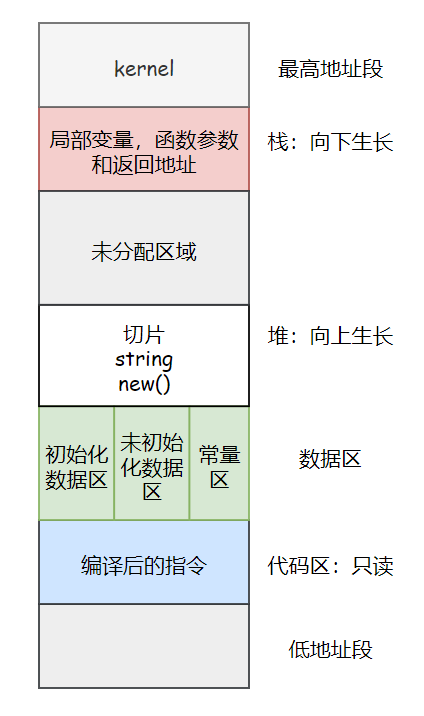 kernel
最高地址段
局部变量，函数参数
和返回地址
栈：向下生长
未分配区域
切片
string
new()
堆：向上生长
初始化
数据区
未初始
化数据
区
常量
区
数据区
编译后的指令
代码区：只读
低地址段